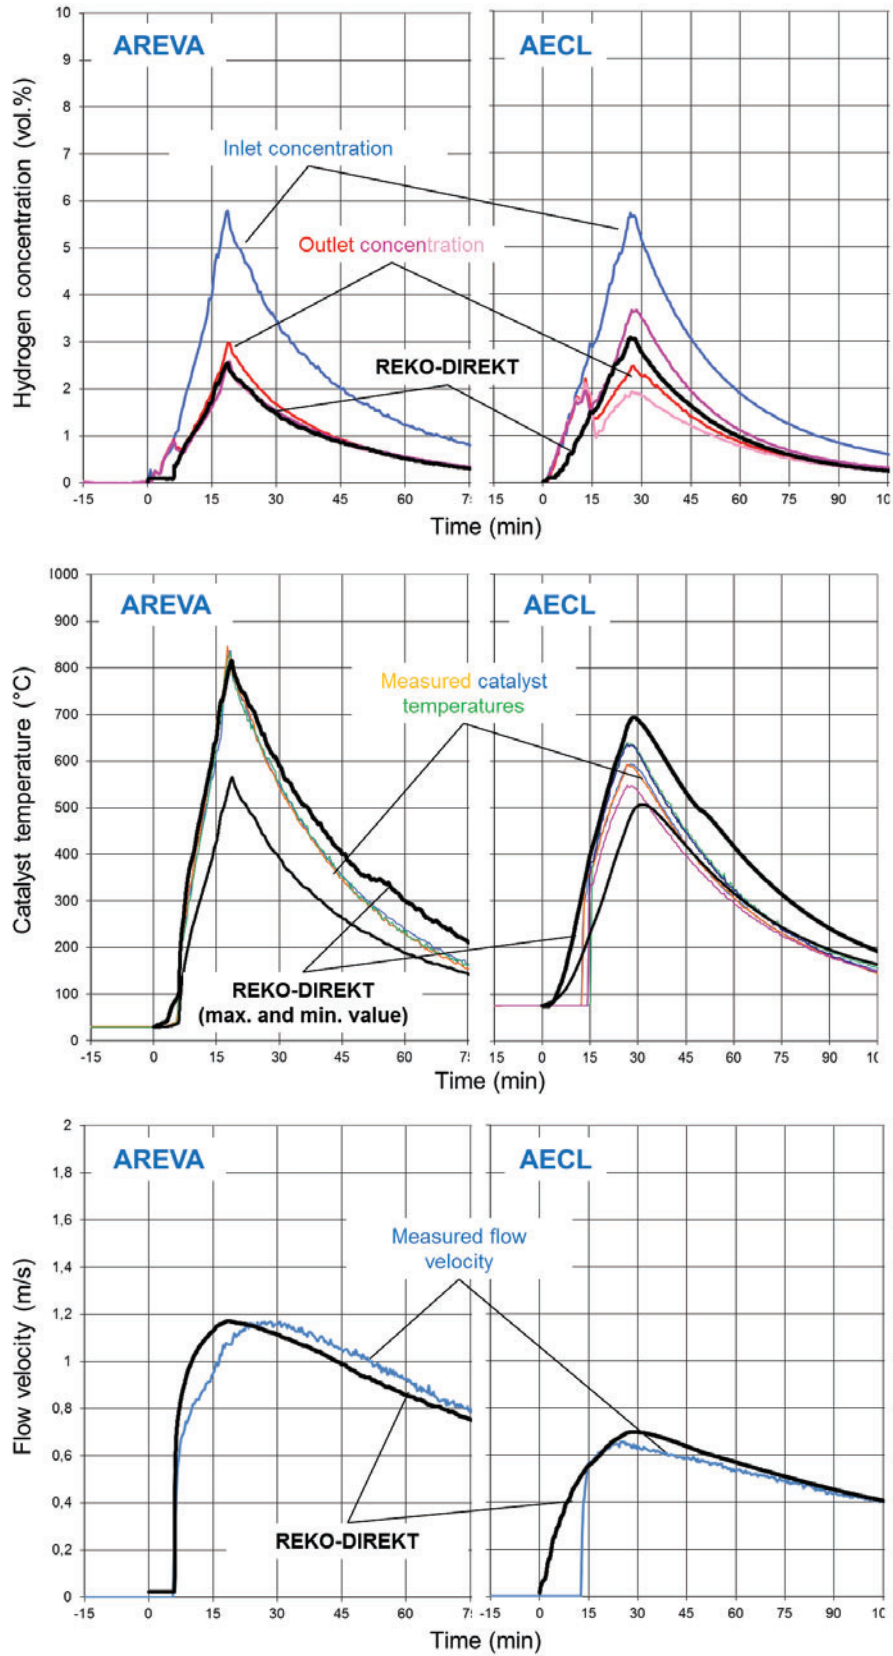 Hydrogen concentration (vol.%)
10
9
8
7
6
5
4
3
2
1
0
AREVA
AECL
Inlet concentration
Outlet concentration
REKO-DIREKT
-15 0 15 30 45 60 75
-15 0 15 30 45 60 75 90 10
Time (min)
Catalyst temperature (°C)
1000
900
800
700
600
500
400
300
200
100
0
AREVA
AECL
Measured catalyst
temperatures
REKO-DIREKT
(max. and min. value)
-15 0 15 30 45 60 75
-15 0 15 30 45 60 75 90 10
Time (min)
Flow velocity (m/s)
2
1,8
1,6
1,4
1,2
1
0,8
0,6
0,4
0,2
0
AREVA
AECL
Measured flow
velocity
REKO-DIREKT
-15 0 15 30 45 60 75
-15 0 15 30 45 60 75 90 10
Time (min)